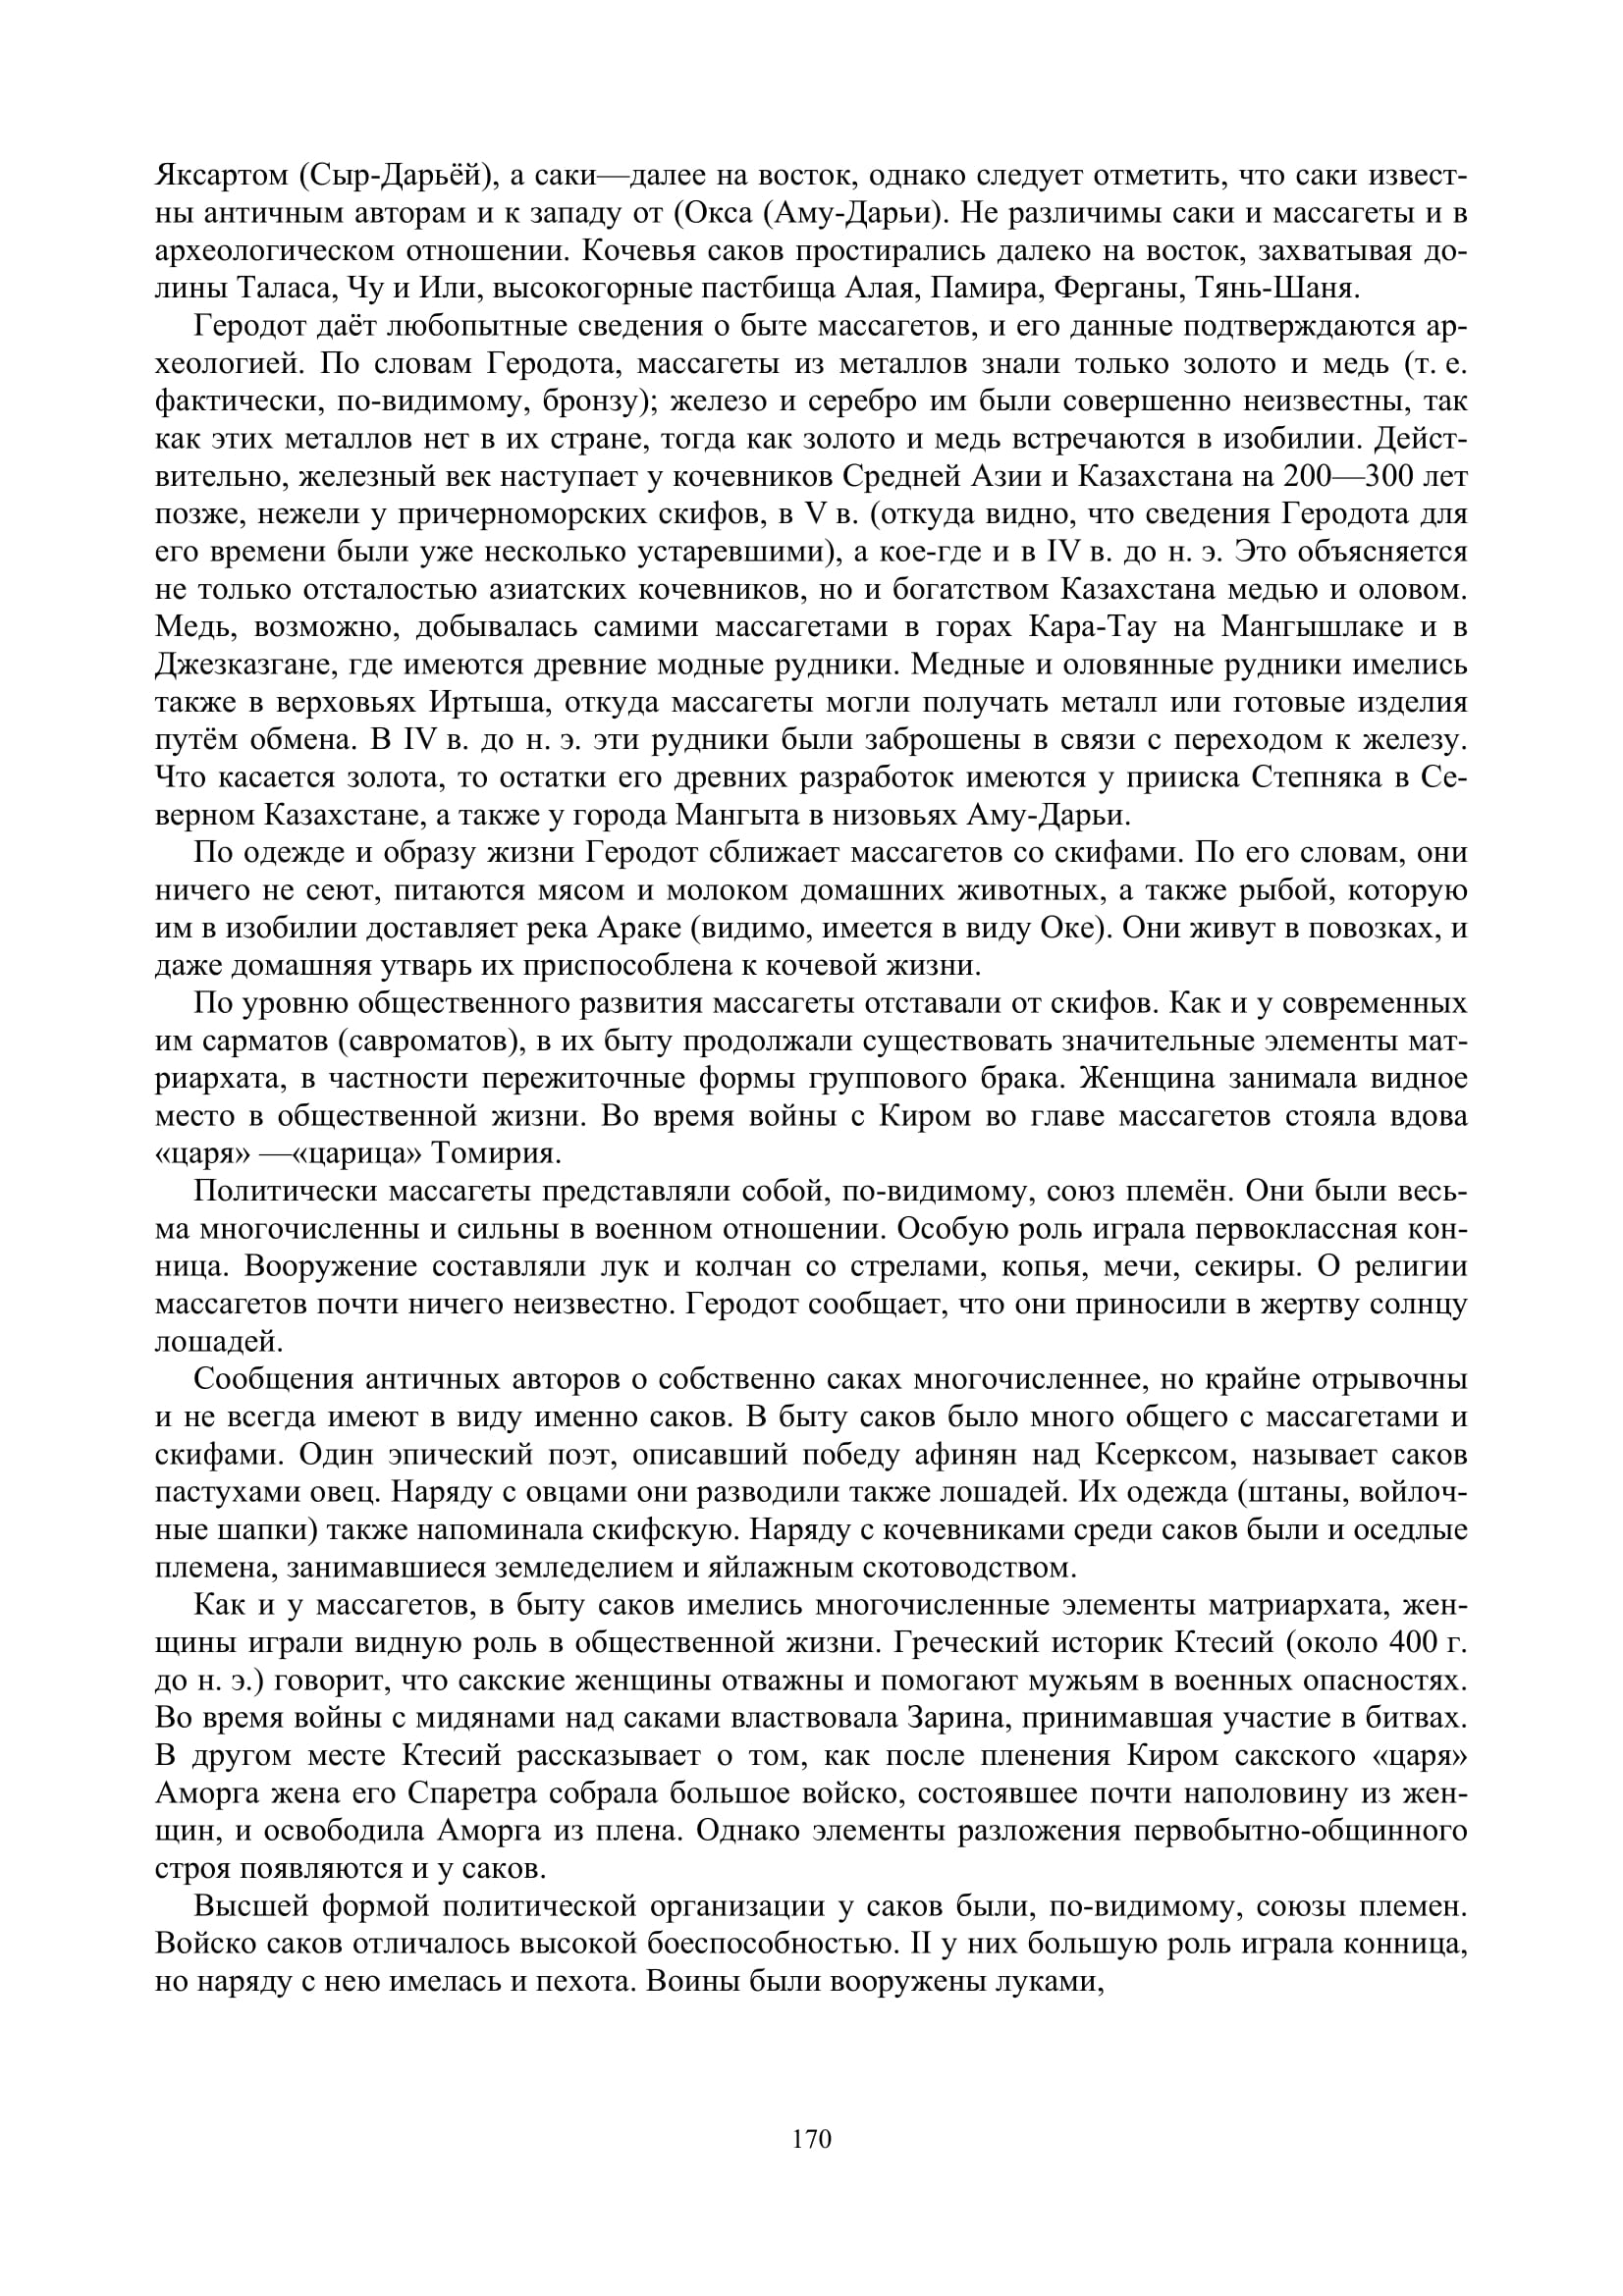 Яксартом (Сыр-Дарьёй), а саки—далее на восток, однако следует отметить, что саки извест-
ны античным авторам и к западу от (Окса (Аму-Дарьи). Не различимы саки и массагеты и в
археологическом отношении. Кочевья саков простирались далеко на восток, захватывая до-
лины Таласа, Чу и Или, высокогорные пастбища Алая, Памира, Ферганы, Тянь-Шаня.
Геродот даёт любопытные сведения о быте массагетов, и его данные подтверждаются ар-
хеологией. По словам Геродота, массагеты из металлов знали только золото и медь (т. е.
фактически, по-видимому, бронзу); железо и серебро им были совершенно неизвестны, так
как этих металлов нет в их стране, тогда как золото и медь встречаются в изобилии. Дейст-
вительно, железный век наступает у кочевников Средней Азии и Казахстана на 200—300 лет
позже, нежели у причерноморских скифов, в V в. (откуда видно, что сведения Геродота для
его времени были уже несколько устаревшими), а кое-где и в IV в. до н. э. Это объясняется
не только отсталостью азиатских кочевников, но и богатством Казахстана медью и оловом.
Медь, возможно, добывалась самими массагетами в горах Кара-Тау на Мангышлаке и в
Джезказгане, где имеются древние модные рудники. Медные и оловянные рудники имелись
также в верховьях Иртыша, откуда массагеты могли получать металл или готовые изделия
путём обмена. В IV в. до н. э. эти рудники были заброшены в связи с переходом к железу.
Что касается золота, то остатки его древних разработок имеются у прииска Степняка в Се-
верном Казахстане, а также у города Мангыта в низовьях Аму-Дарьи.
По одежде и образу жизни Геродот сближает массагетов со скифами. По его словам, они
ничего не сеют, питаются мясом и молоком домашних животных, а также рыбой, которую
им в изобилии доставляет река Араке (видимо, имеется в виду Оке). Они живут в повозках, и
даже домашняя утварь их приспособлена к кочевой жизни.
По уровню общественного развития массагеты отставали от скифов. Как и у современных
им сарматов (савроматов), в их быту продолжали существовать значительные элементы мат-
риархата, в частности пережиточные формы группового брака. Женщина занимала видное
место в общественной жизни. Во время войны с Киром во главе массагетов стояла вдова
«царя» —«царица» Томирия.
Политически массагеты представляли собой, по-видимому, союз племён. Они были весь-
ма многочисленны и сильны в военном отношении. Особую роль играла первоклассная кон-
ница. Вооружение составляли лук и колчан со стрелами, копья, мечи, секиры. О религии
массагетов почти ничего неизвестно. Геродот сообщает, что они приносили в жертву солнцу
лошадей.
Сообщения античных авторов о собственно саках многочисленнее, но крайне отрывочны
и не всегда имеют в виду именно саков. В быту саков было много общего с массагетами и
скифами. Один эпический поэт, описавший победу афинян над Ксерксом, называет саков
пастухами овец. Наряду с овцами они разводили также лошадей. Их одежда (штаны, войлоч-
ные шапки) также напоминала скифскую. Наряду с кочевниками среди саков были и оседлые
племена, занимавшиеся земледелием и яйлажным скотоводством.
Как и у массагетов, в быту саков имелись многочисленные элементы матриархата, жен-
щины играли видную роль в общественной жизни. Греческий историк Ктесий (около 400 г.
до н. э.) говорит, что сакские женщины отважны и помогают мужьям в военных опасностях.
Во время войны с мидянами над саками властвовала Зарина, принимавшая участие в битвах.
В другом месте Ктесий рассказывает о том, как после пленения Киром сакского «царя»
Аморга жена его Спаретра собрала большое войско, состоявшее почти наполовину из жен-
щин, и освободила Аморга из плена. Однако элементы разложения первобытно-общинного
строя появляются и у саков.
Высшей формой политической организации у саков были, по-видимому, союзы племен.
Войско саков отличалось высокой боеспособностью. II у них большую роль играла конница,
но наряду с нею имелась и пехота. Воины были вооружены луками,
170